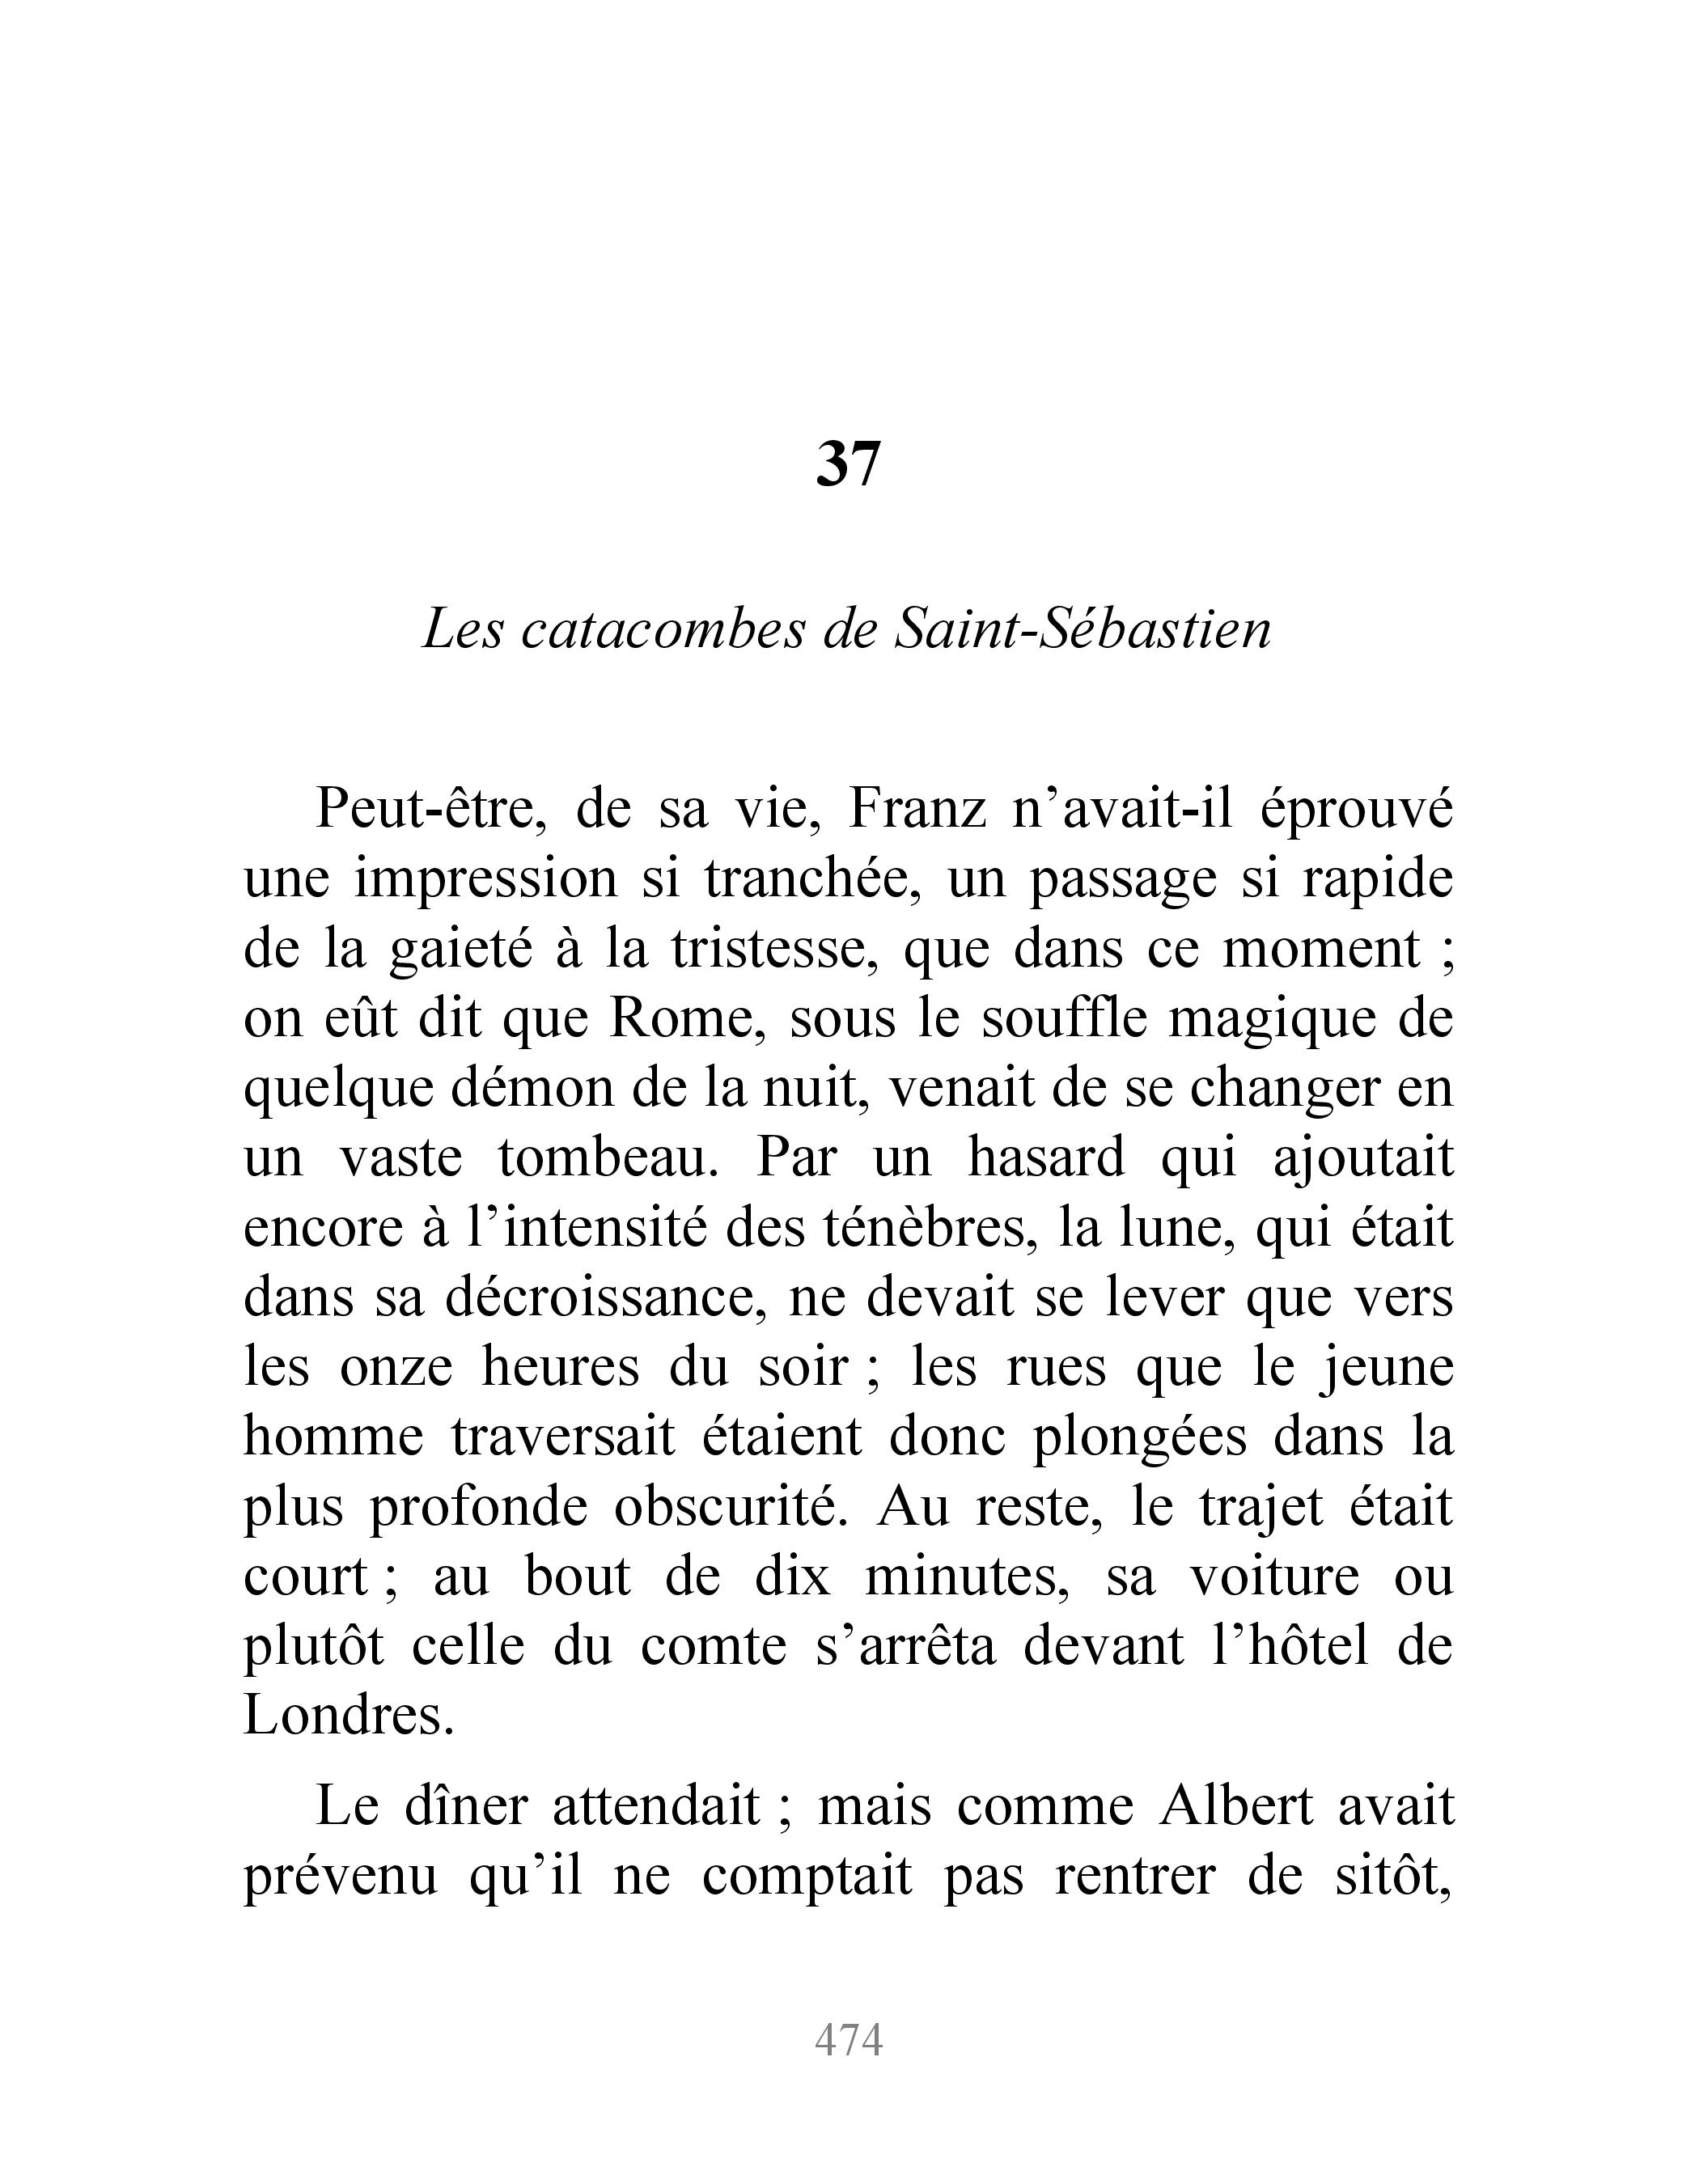 37
Les catacombes de Saint-Sébastien
Peut-être, de sa vie, Franz n’avait-il éprouvé
une impression si tranchée, un passage si rapide
de la gaieté à la tristesse, que dans ce moment ;
on eût dit que Rome, sous le souffle magique de
quelque démon de la nuit, venait de se changer en
un vaste tombeau. Par un hasard qui ajoutait
encore à l’intensité des ténèbres, la lune, qui était
dans sa décroissance, ne devait se lever que vers
les onze heures du soir ; les rues que le jeune
homme traversait étaient donc plongées dans la
plus profonde obscurité. Au reste, le trajet était
court ; au bout de dix minutes, sa voiture ou
plutôt celle du comte s’arrêta devant l’hôtel de
Londres.
Le dîner attendait ; mais comme Albert avait
prévenu qu’il ne comptait pas rentrer de sitôt,
474